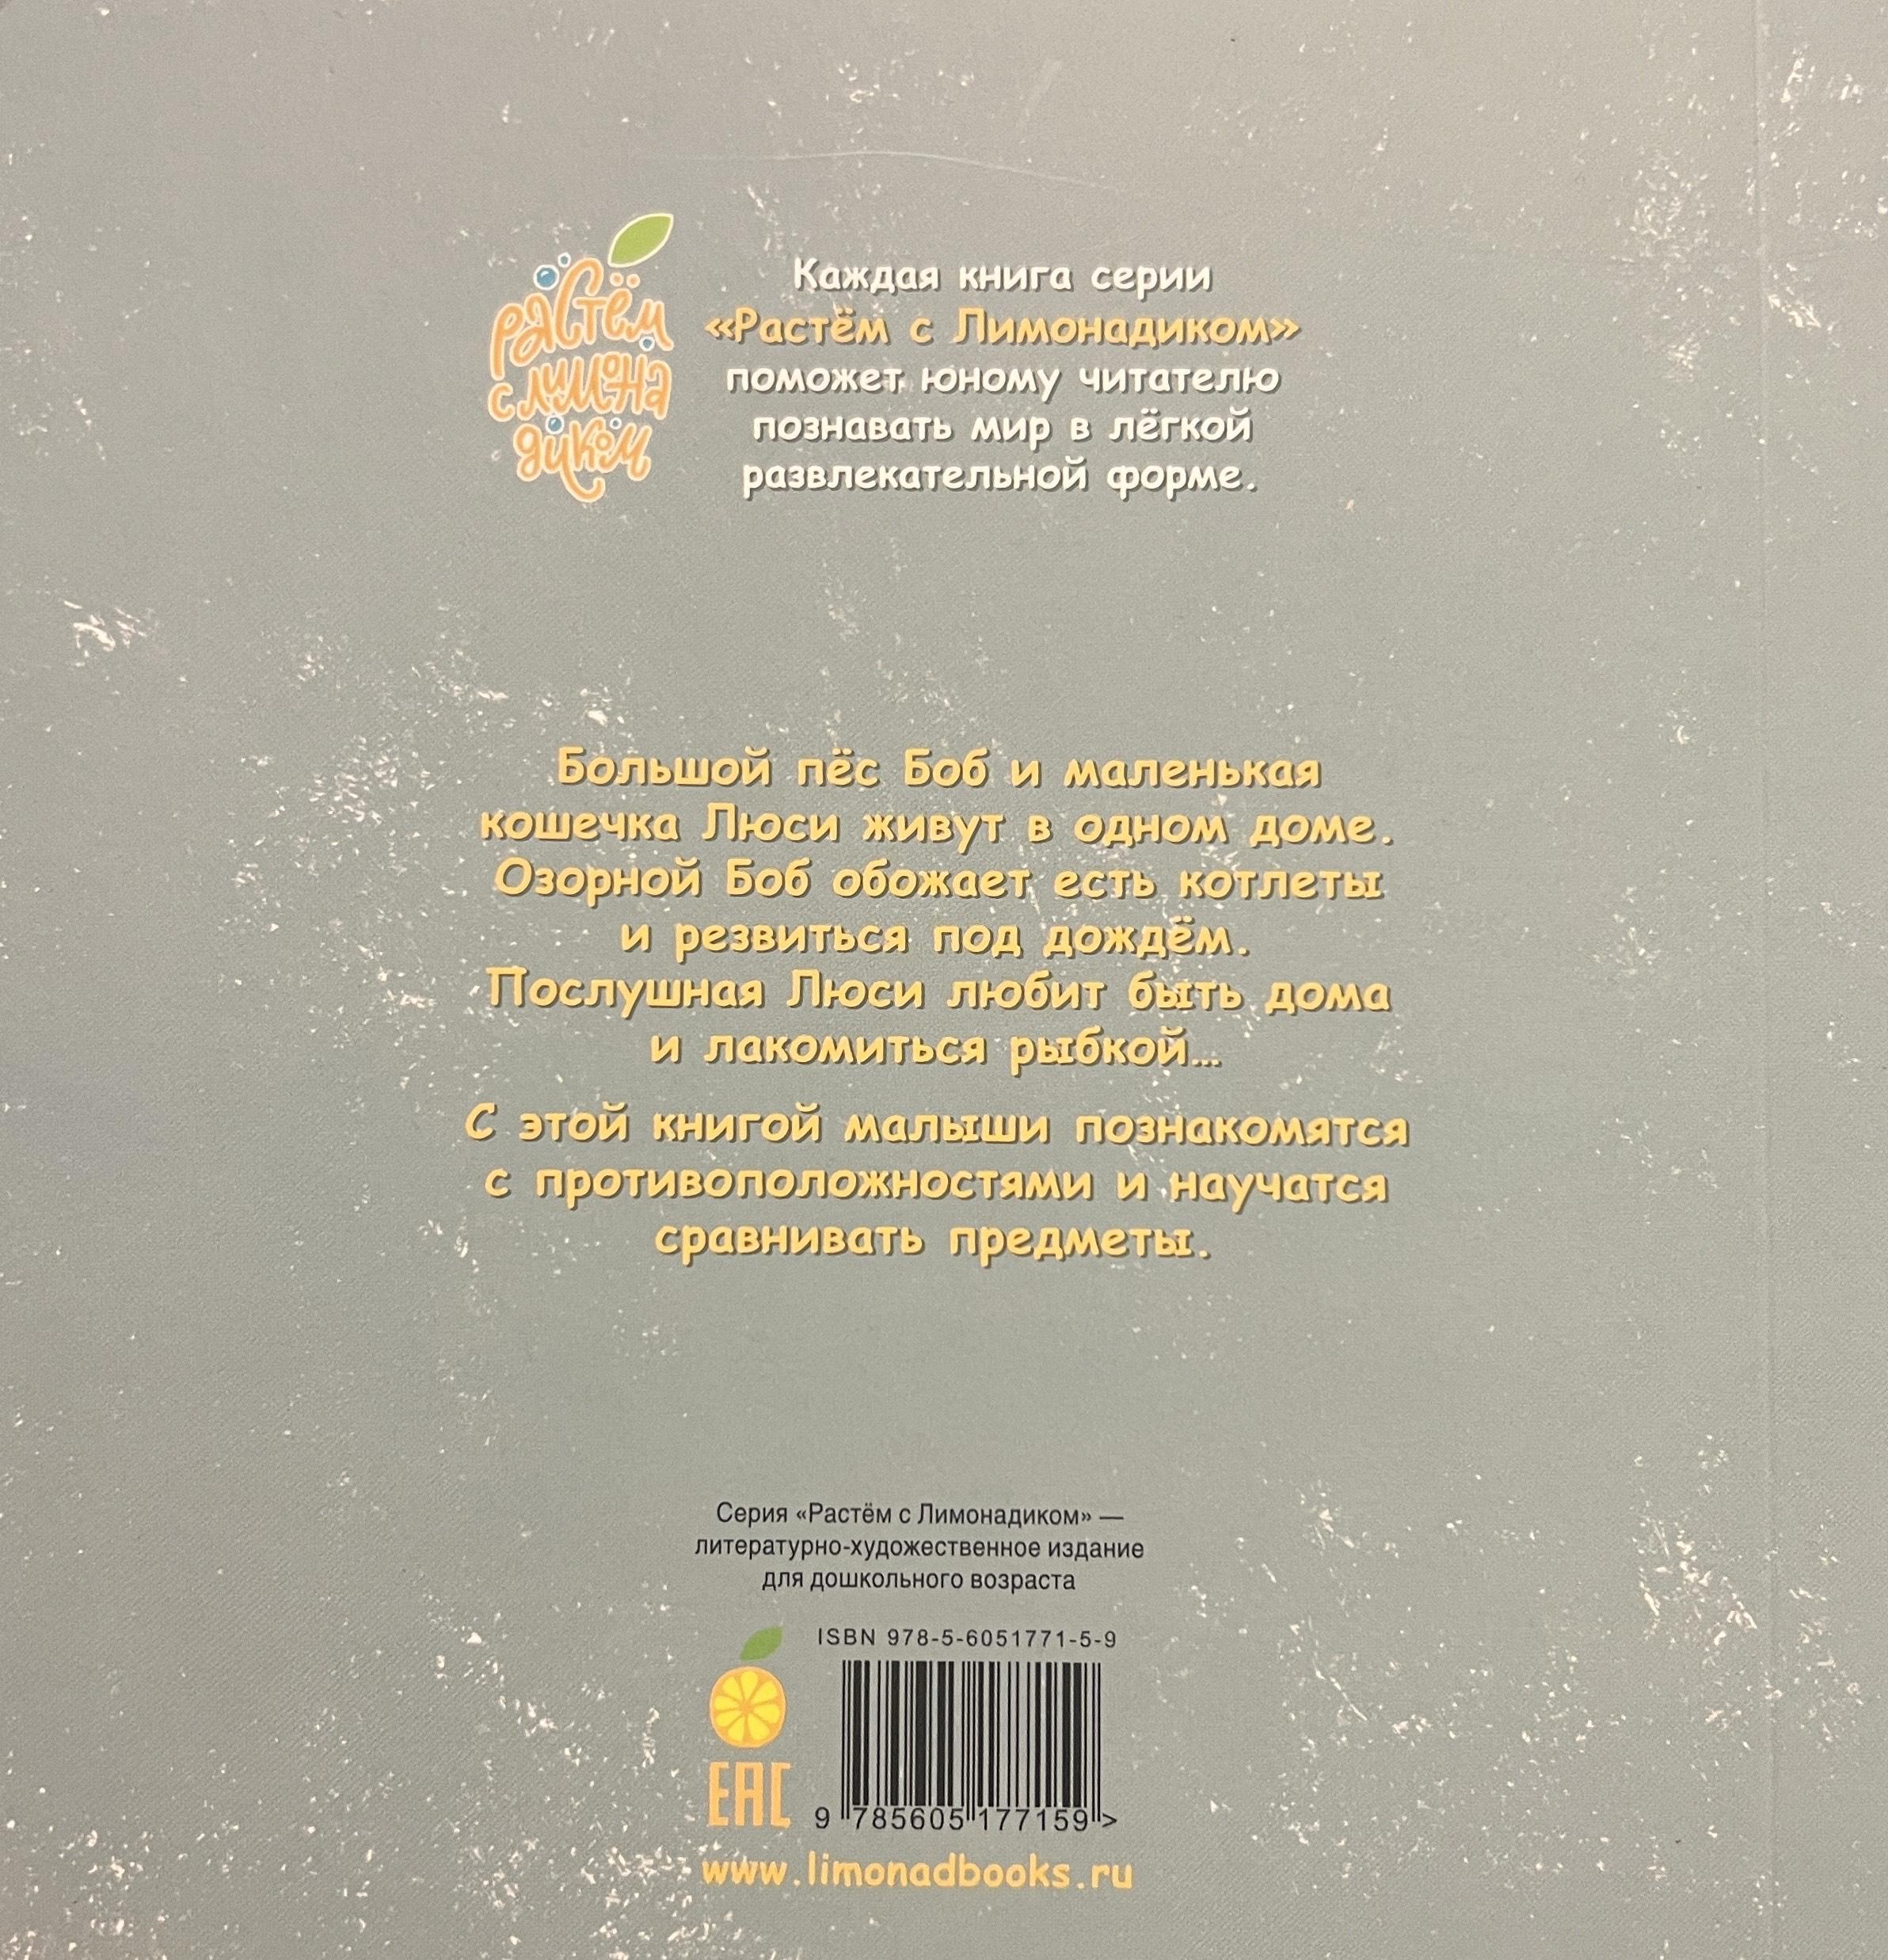 растём
с лимона
диком
Каждая книга серии
«Растём с Лимонадиком»
поможет юному читателю
познавать мир в лёгкой
развлекательной форме.
Большой пёс Боб и маленькая
кошечка Люси живут в одном доме.
Озорной Боб обожает есть котлеты
и резвиться под дождём.
Послушная Люси любит быть дома
и лакомиться рыбкой...
С этой книгой малыши познакомятся
с противоположностями и научатся
сравнивать предметы.
Серия «Растём с Лимонадиком» —
литературно-художественное издание
для дошкольного возраста
ISBN 978-5-6051771-5-9
EAC
9 785605 177159 >
www.limonadbooks.ru